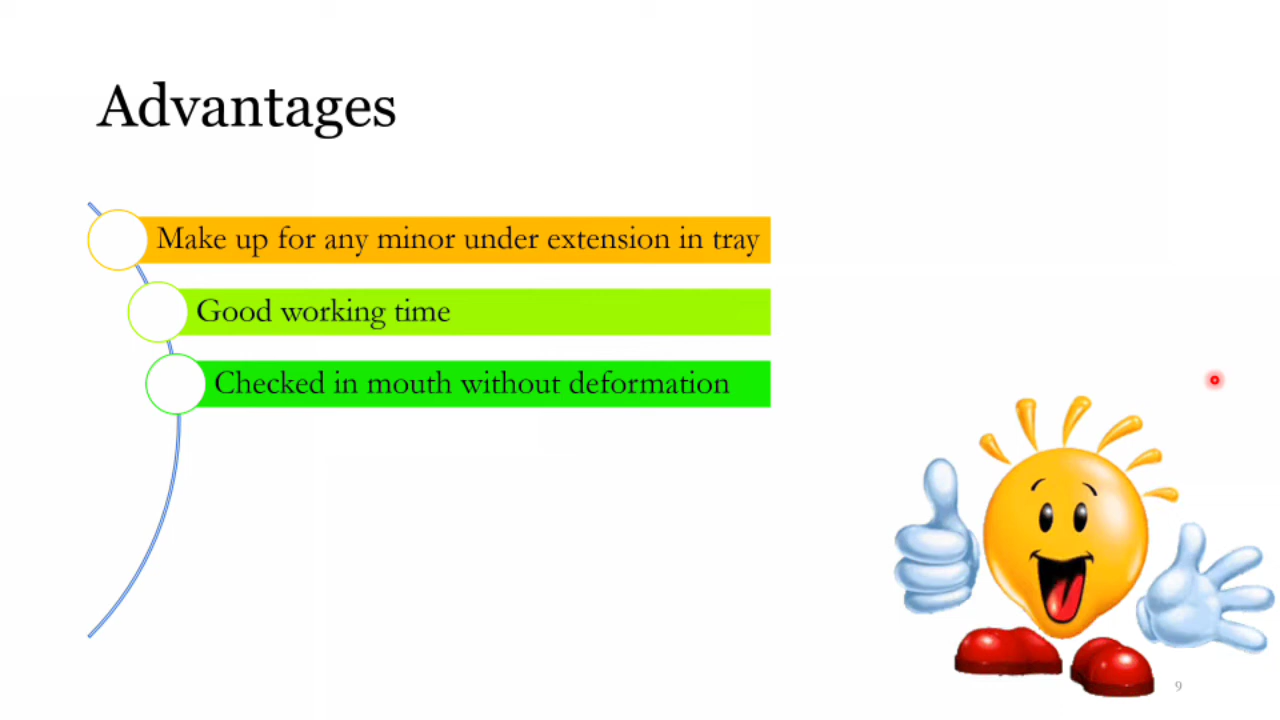 Advantages
Make up for any minor under extension in tray
Good working time
Checked in mouth without deformation
9